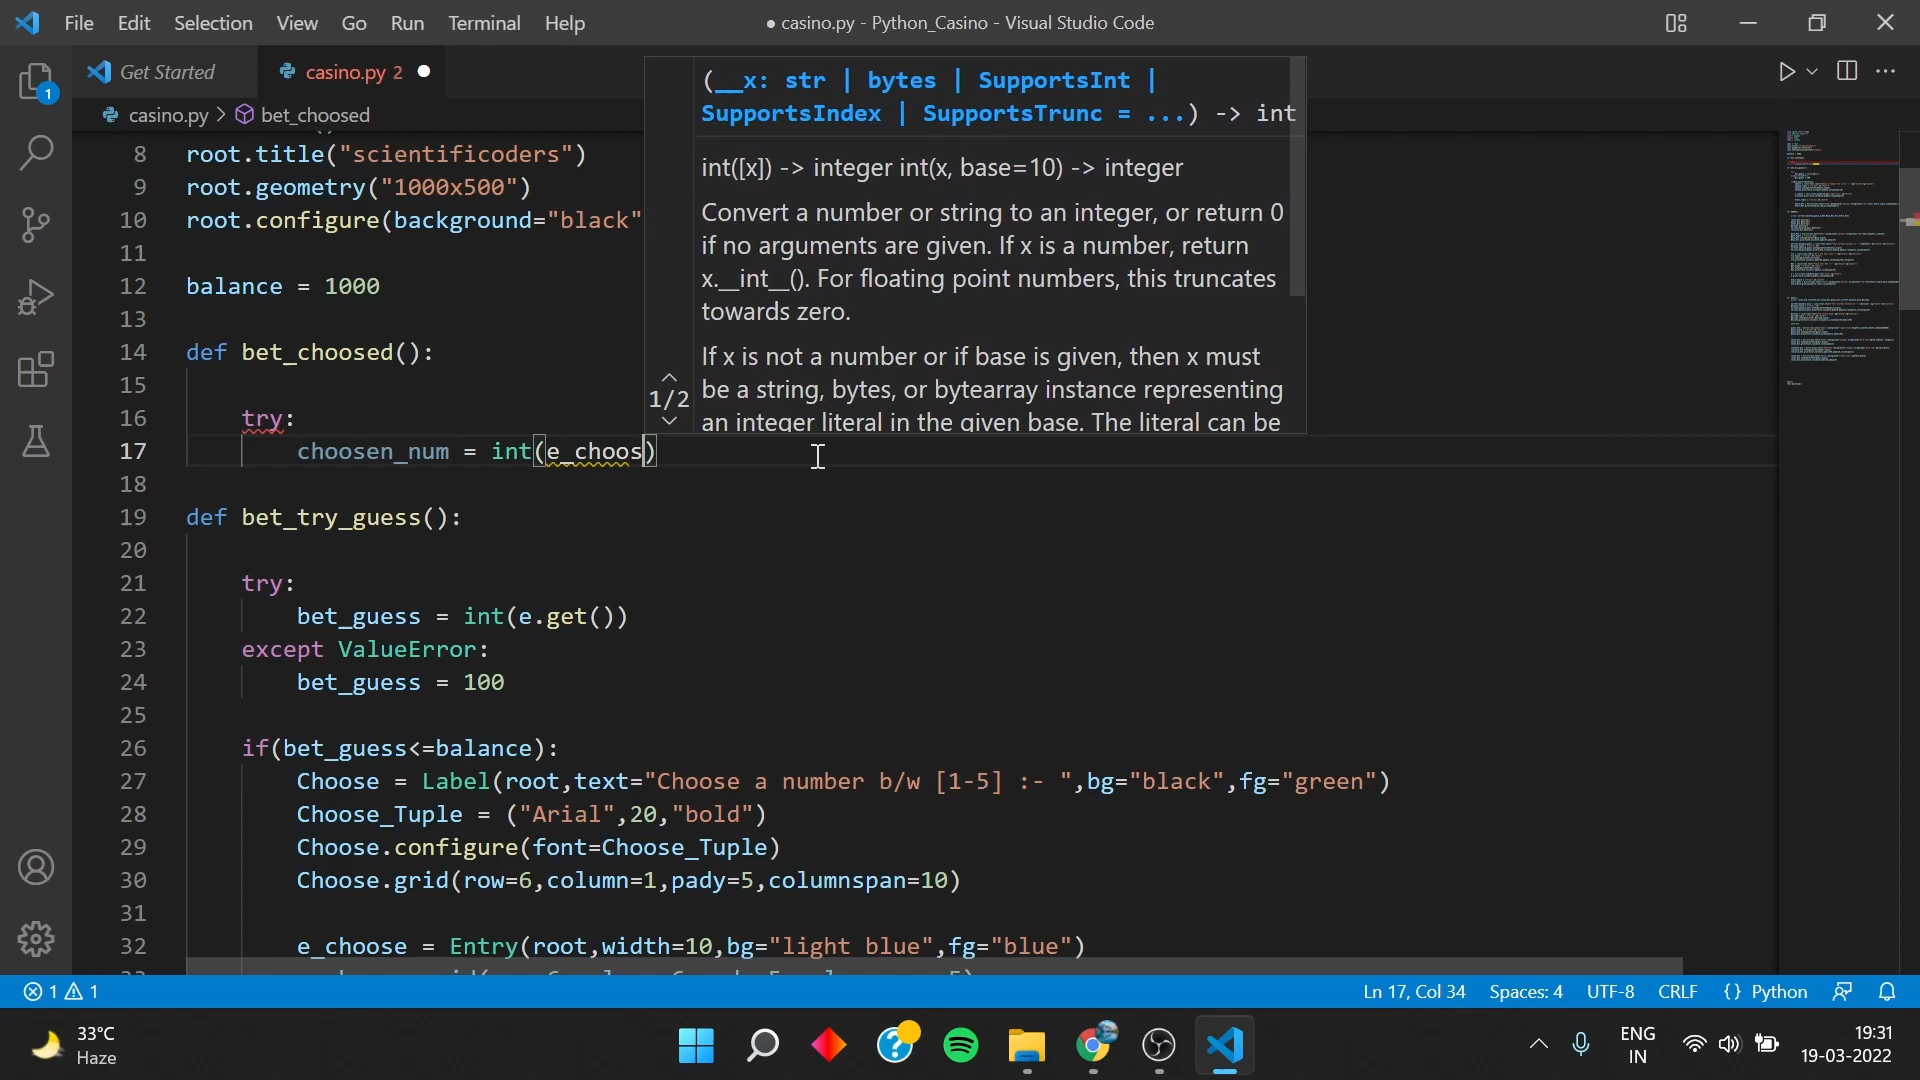 File Edit Selection View Go Run Terminal Help
● casino.py - Python_Casino - Visual Studio Code
Get Started
casino.py 2 ●
casino.py > bet_choosed
1
(__x: str | bytes | SupportsInt |
SupportsIndex | SupportsTrunc = ...) -> int
int([x]) -> integer int(x, base=10) -> integer
Convert a number or string to an integer, or return 0
if no arguments are given. If x is a number, return
x.__int__(). For floating point numbers, this truncates
towards zero.
If x is not a number or if base is given, then x must
be a string, bytes, or bytearray instance representing
an integer literal in the given base. The literal can be
1/2
8 root.title("scientificoders")
9 root.geometry("1000x500")
10 root.configure(background="black"
11
12 balance = 1000
13
14 def bet_choosed():
15
16 try:
17 choosen_num = int(e_choos)
18
19 def bet_try_guess():
20
21 try:
22 bet_guess = int(e.get())
23 except ValueError:
24 bet_guess = 100
25
26 if(bet_guess<=balance):
27 Choose = Label(root,text="Choose a number b/w [1-5] :- ",bg="black",fg="green")
28 Choose_Tuple = ("Arial",20,"bold")
29 Choose.configure(font=Choose_Tuple)
30 Choose.grid(row=6,column=1,pady=5,columnspan=10)
31
32 e_choose = Entry(root,width=10,bg="light blue",fg="blue")
1 1
Ln 17, Col 34 Spaces: 4 UTF-8 CRLF {} Python
33°C
Haze
ENG
IN
19:31
19-03-2022